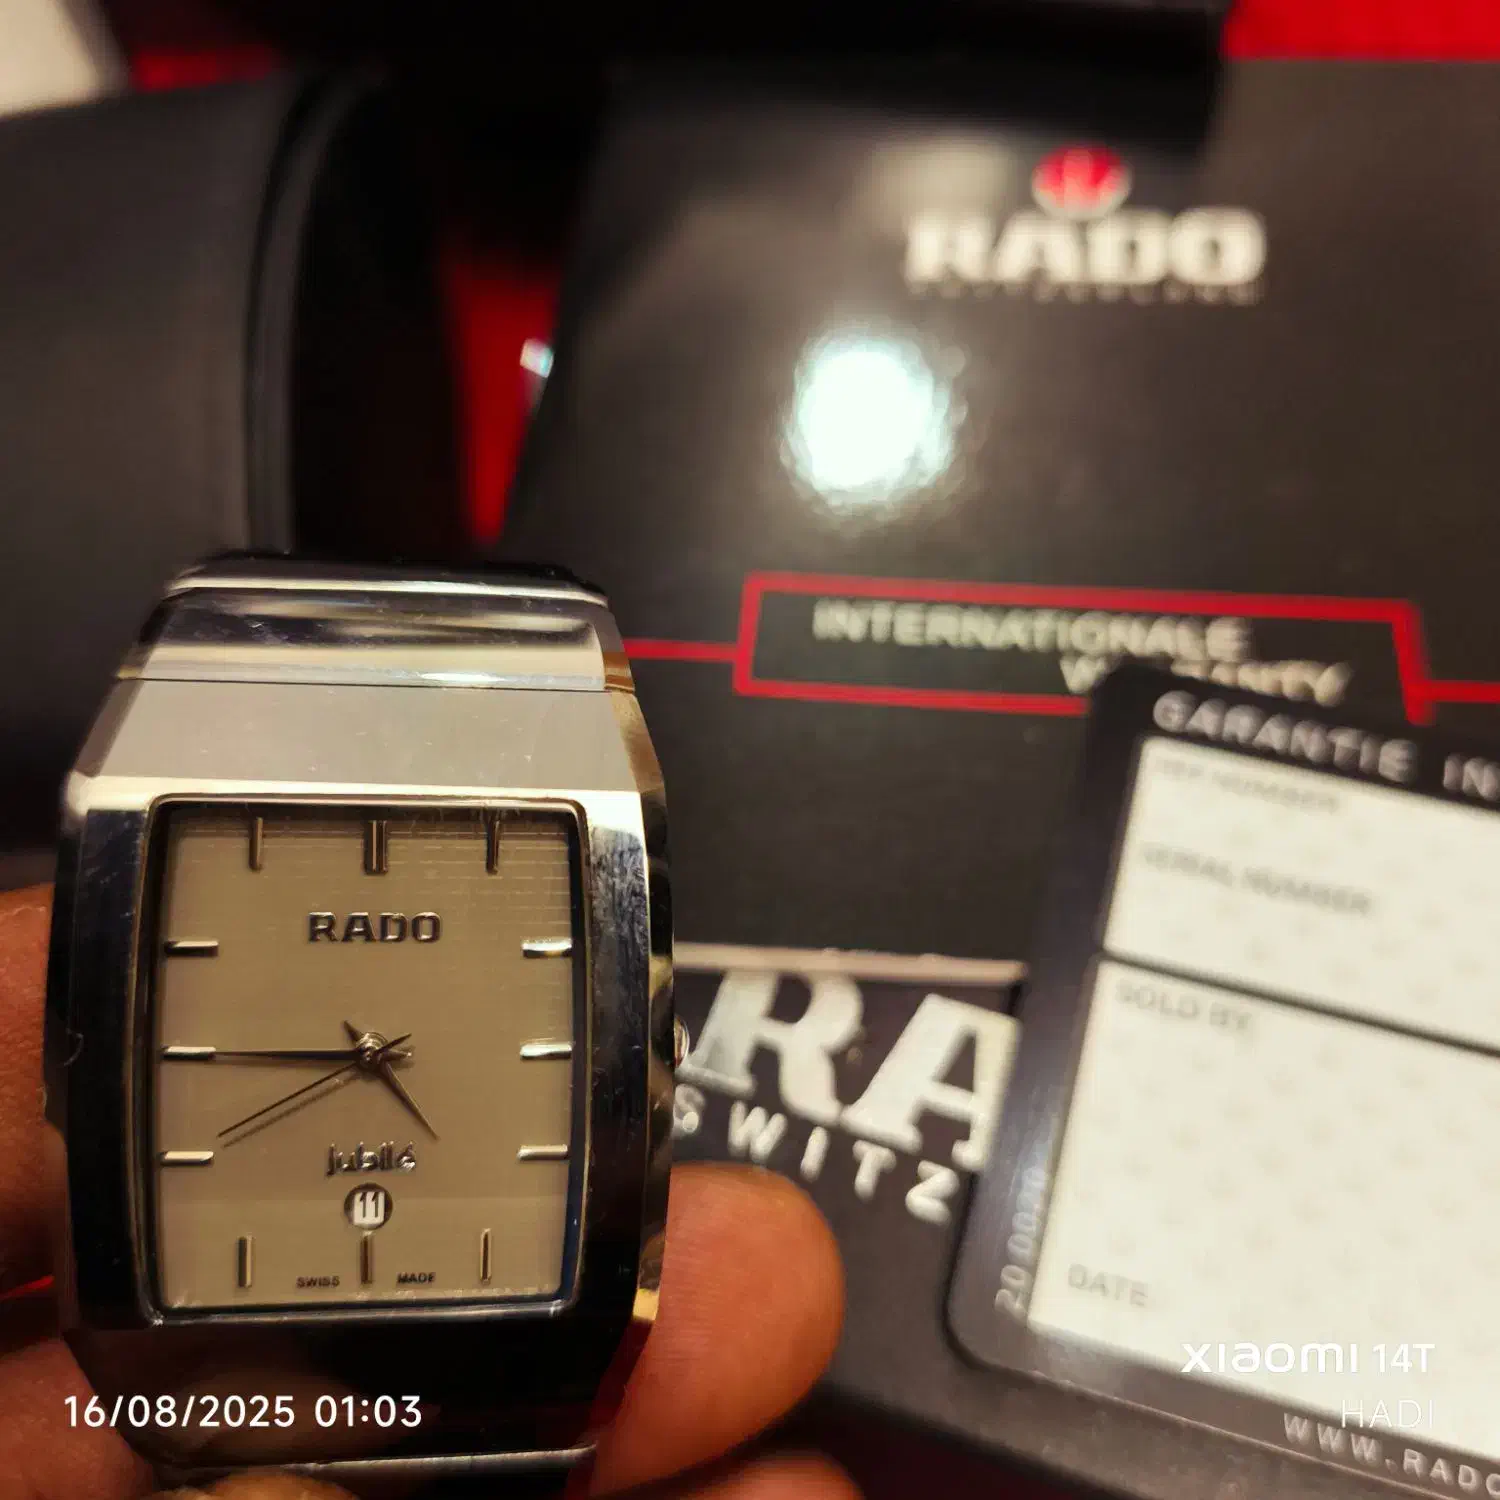 RADO
INTERNATIONALE
GARANTIE IN
SERIAL NUMBER
SOLD BY:
DATE
RA
SWITZ
RADO
Jubilé
11
SWISS MADE
16/08/2025 01:03
XIAOMI 14T
HADI
WWW.RADO